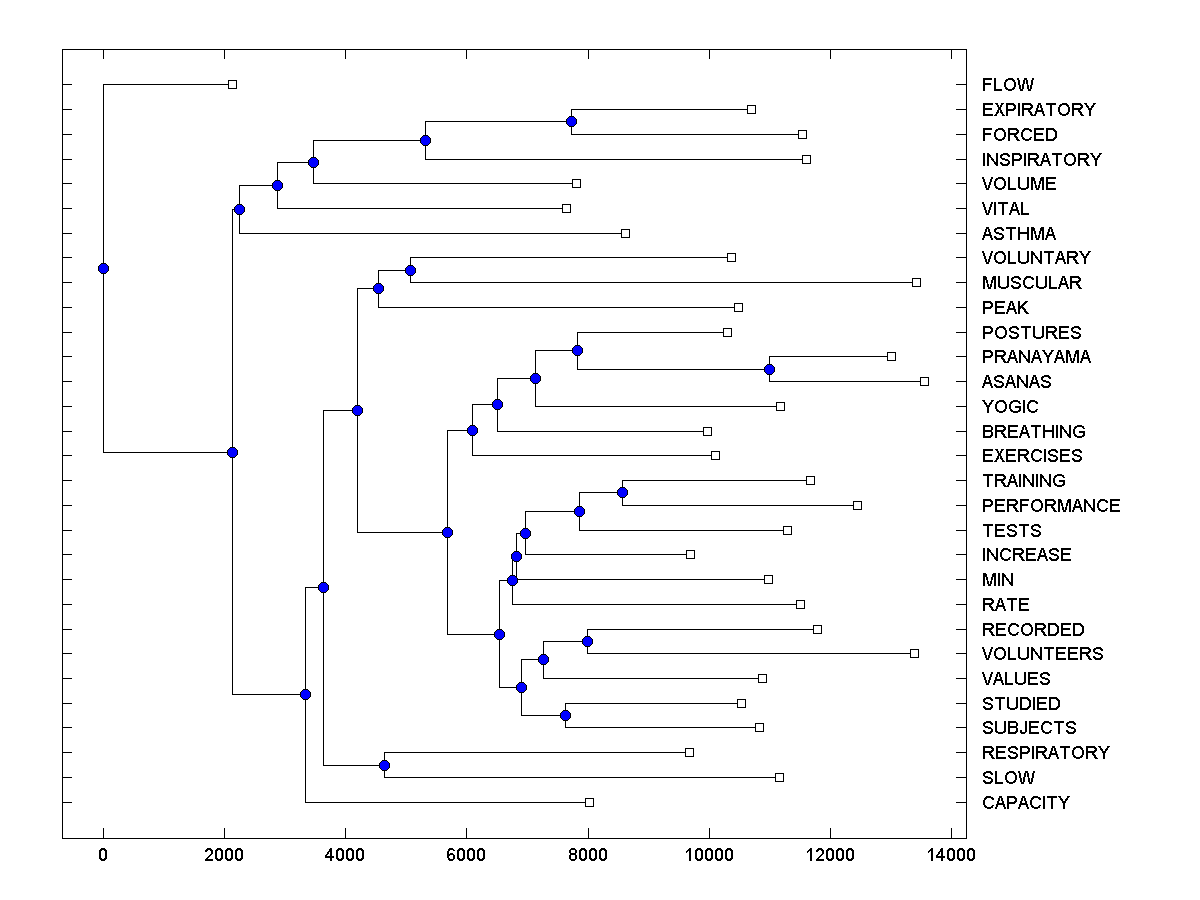 FLOW
EXPIRATORY
FORCED
INSPIRATORY
VOLUME
VITAL
ASTHMA
VOLUNTARY
MUSCULAR
PEAK
POSTURES
PRANAYAMA
ASANAS
YOGIC
BREATHING
EXERCISES
TRAINING
PERFORMANCE
TESTS
INCREASE
MIN
RATE
RECORDED
VOLUNTEERS
VALUES
STUDIED
SUBJECTS
RESPIRATORY
SLOW
CAPACITY
0 2000 4000 6000 8000 10000 12000 14000